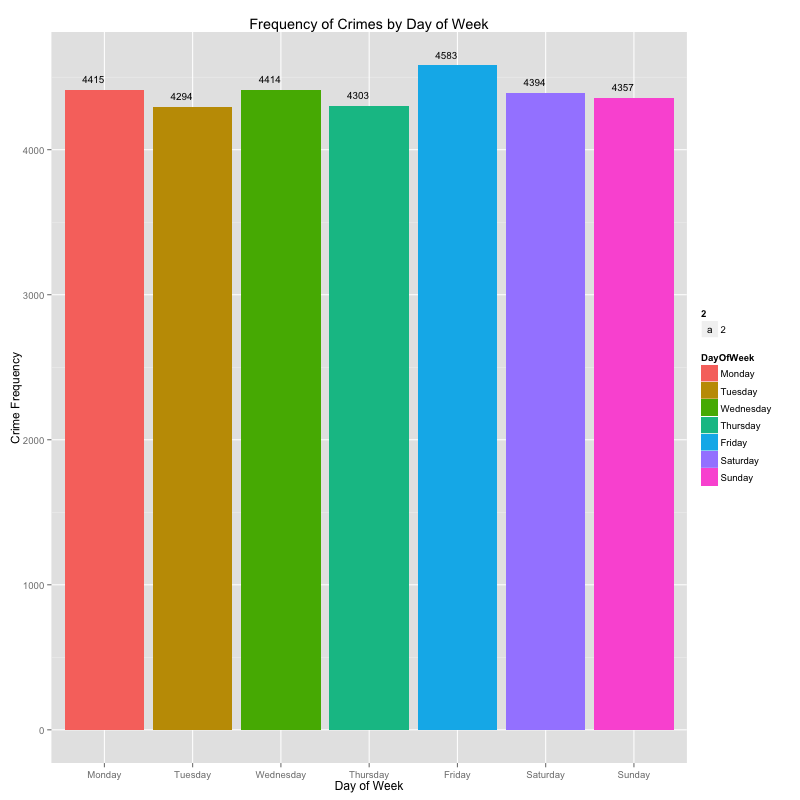 Frequency of Crimes by Day of Week
4415
4294
4414
4303
4583
4394
4357
4000
3000
2000
1000
0
Crime Frequency
Monday
Tuesday
Wednesday
Thursday
Friday
Saturday
Sunday
Day of Week
2
a 2
DayOfWeek
Monday
Tuesday
Wednesday
Thursday
Friday
Saturday
Sunday